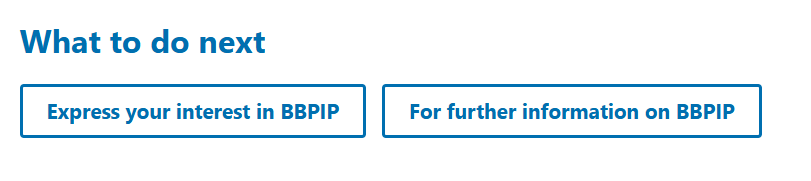 What to do next
Express your interest in BBPIP
For further information on BBPIP